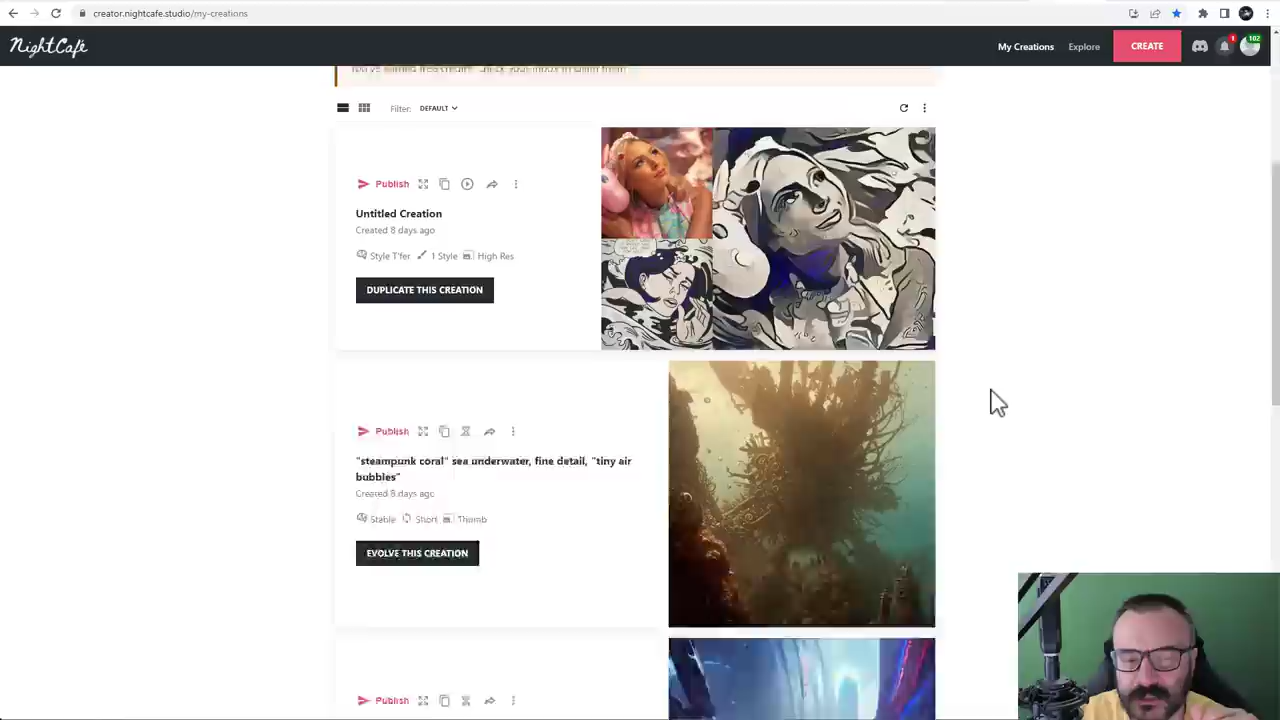 creator.nightcafe.studio/my-creations
NightCafe
My Creations
Explore
CREATE
1
102
Filter:
DEFAULT
Publish
Untitled Creation
Created 8 days ago
Style T'fer
1 Style
High Res
DUPLICATE THIS CREATION
Publish
"steampunk coral" sea underwater, fine detail, "tiny air
bubbles"
Created 8 days ago
Stable
Short
Thumb
EVOLVE THIS CREATION
Publish